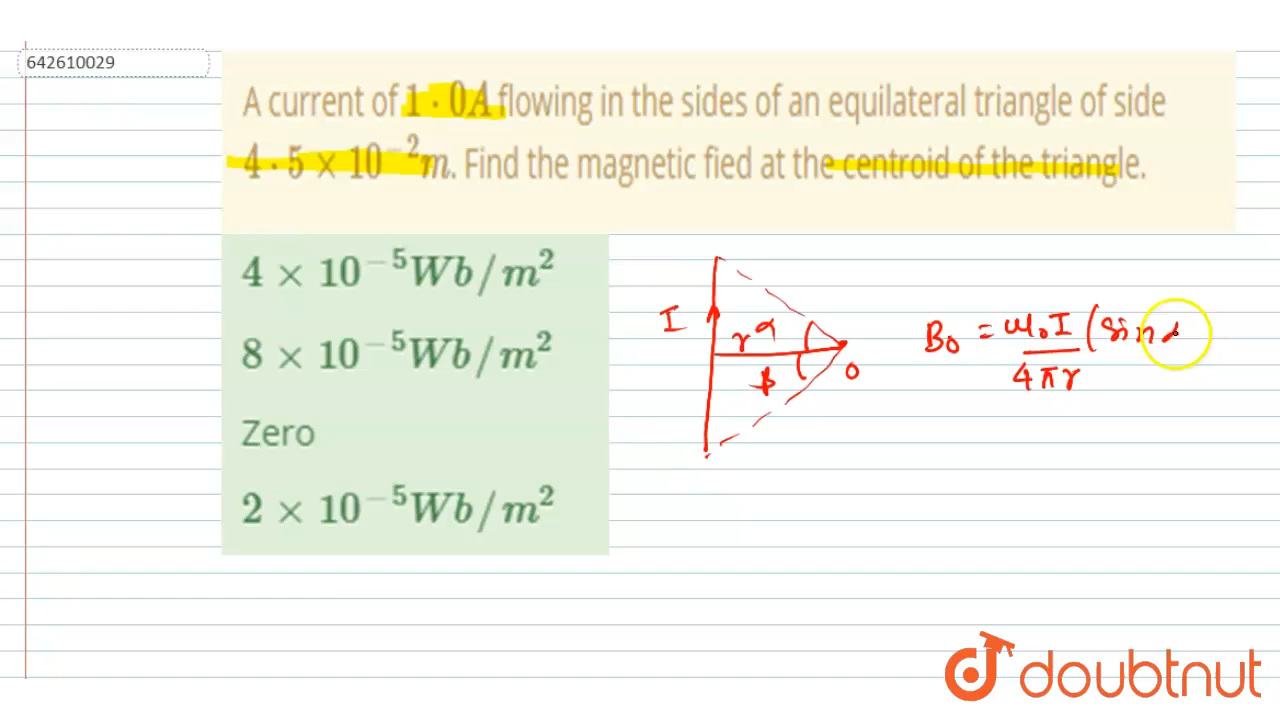 642610029
A current of 1 · 0A flowing in the sides of an equilateral triangle of side
4 · 5 × 10⁻²m. Find the magnetic fied at the centroid of the triangle.
4 × 10⁻⁵Wb/m²
8 × 10⁻⁵Wb/m²
Zero
2 × 10⁻⁵Wb/m²
I
r α
β
O
B₀ = μ₀I (sin α
4πr
doubtnut